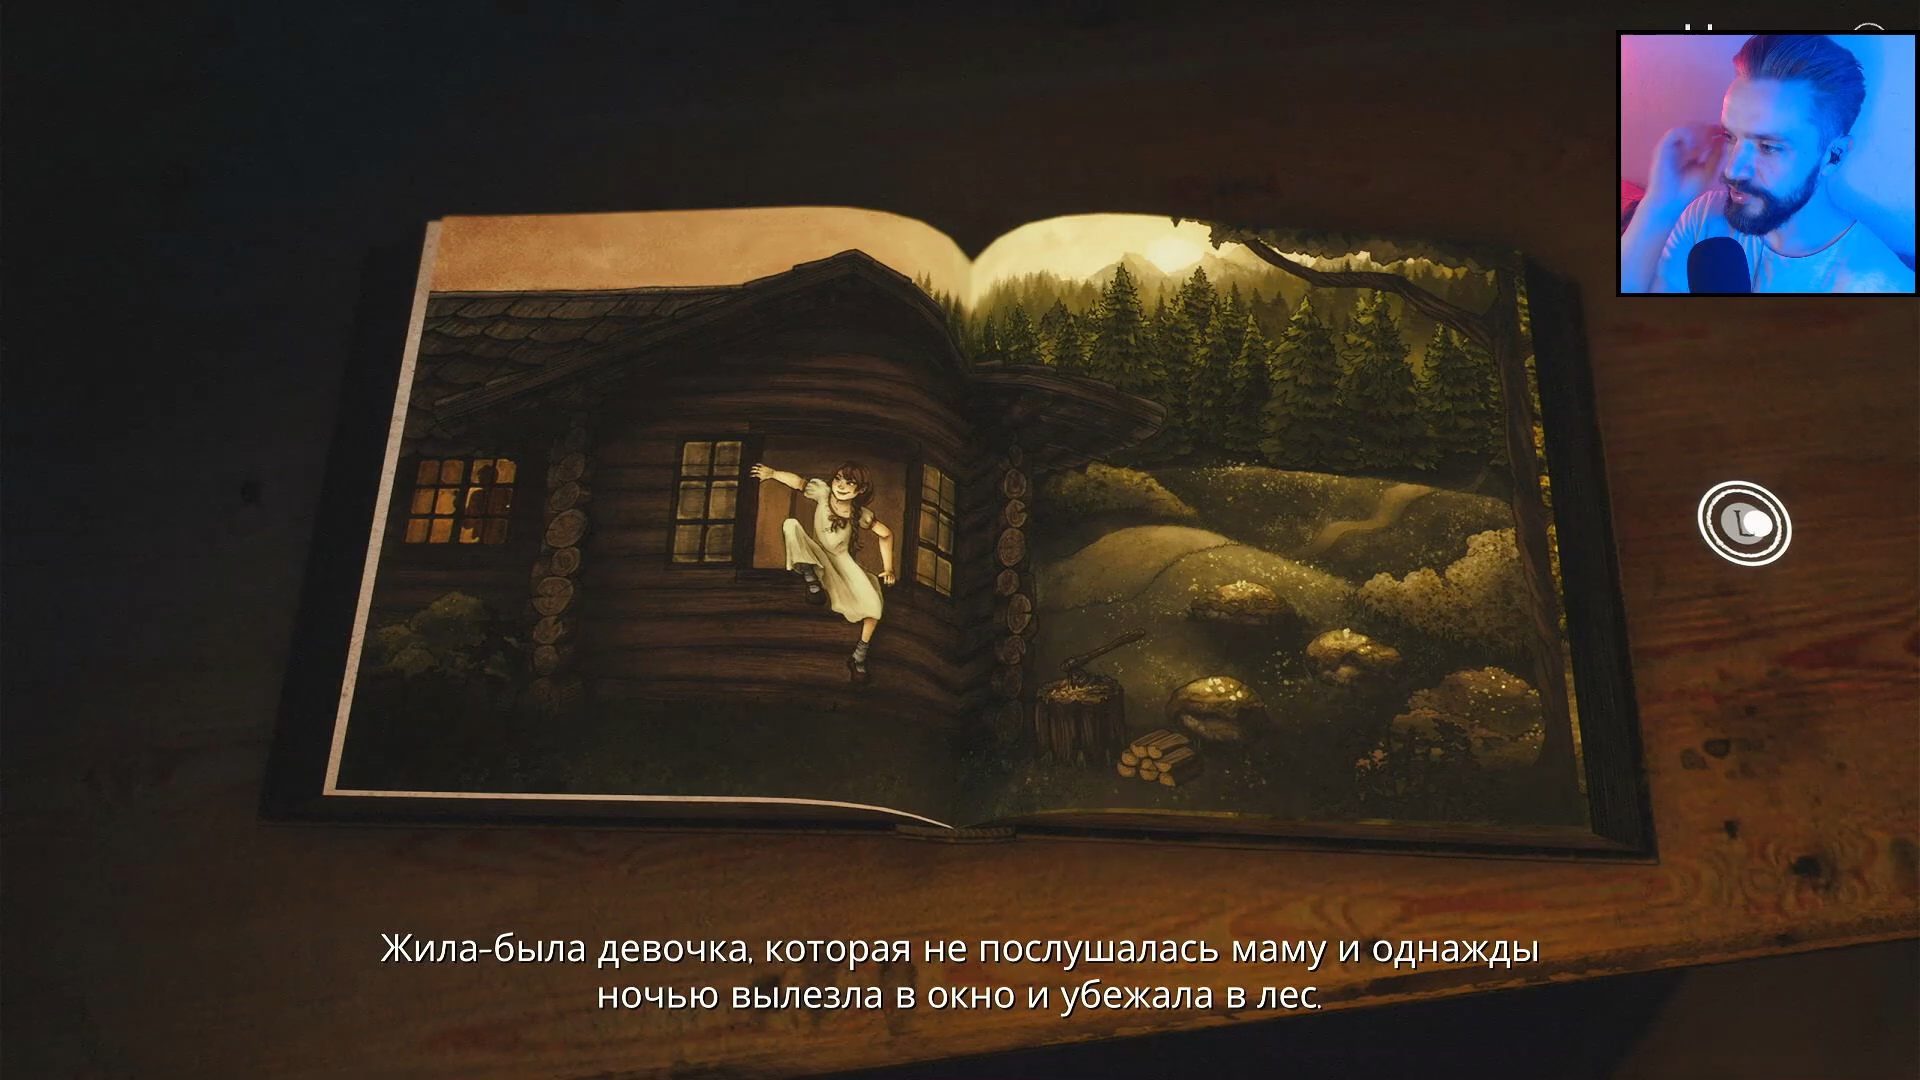 L
Жила-была девочка, которая не послушалась маму и однажды
ночью вылезла в окно и убежала в лес.